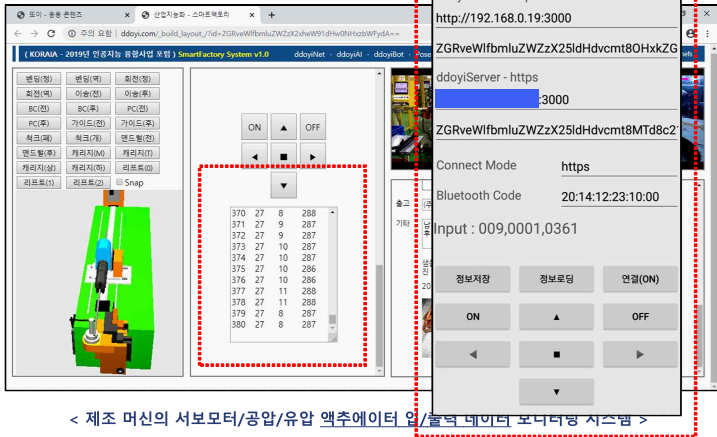 또이 - 응용 콘텐츠
산업지능화 - 스마트팩토리
주의 요함 | ddoyi.com/_build_layout_/?id=ZGRveWlfbmluZWZzX2xheW91dHw0NHxzbWFydA==
( KORAIA - 2019년 인공지능 융합사업 포럼 ) SmartFactory System v1.0 ddoyiNet - ddoyiAI - ddoyiBot - Pose
벤딩(정) 벤딩(역) 회전(정)
회전(역) 이송(전) 이송(후)
BC(전) BC(후) PC(전)
PC(후) 가이드(전) 가이드(후)
척크(폐) 척크(개) 맨드럴(전)
맨드럴(후) 캐리지(M) 캐리지(T)
캐리지(상) 캐리지(하) 리프트(0)
리프트(1) 리프트(2) Snap
ON ▲ OFF
◀ ■ ▶
▼
370 27 8 288
371 27 9 287
372 27 9 287
373 27 10 287
374 27 10 287
375 27 10 286
376 27 10 286
377 27 11 288
378 27 11 288
379 27 8 287
380 27 8 287
출고
기타
20
http://192.168.0.19:3000
ZGRveWlfbmluZWZzX25ldHdvcmt8OHxkZG
ddoyiServer - https
:3000
ZGRveWlfbmluZWZzX25ldHdvcmt8MTd8c2
Connect Mode https
Bluetooth Code 20:14:12:23:10:00
Input : 009,0001,0361
정보저장 정보로딩 연결(ON)
ON ▲ OFF
◀ ■ ▶
▼
< 제조 머신의 서보모터/공압/유압 액추에이터 입/출력 데이터 모니터링 시스템 >